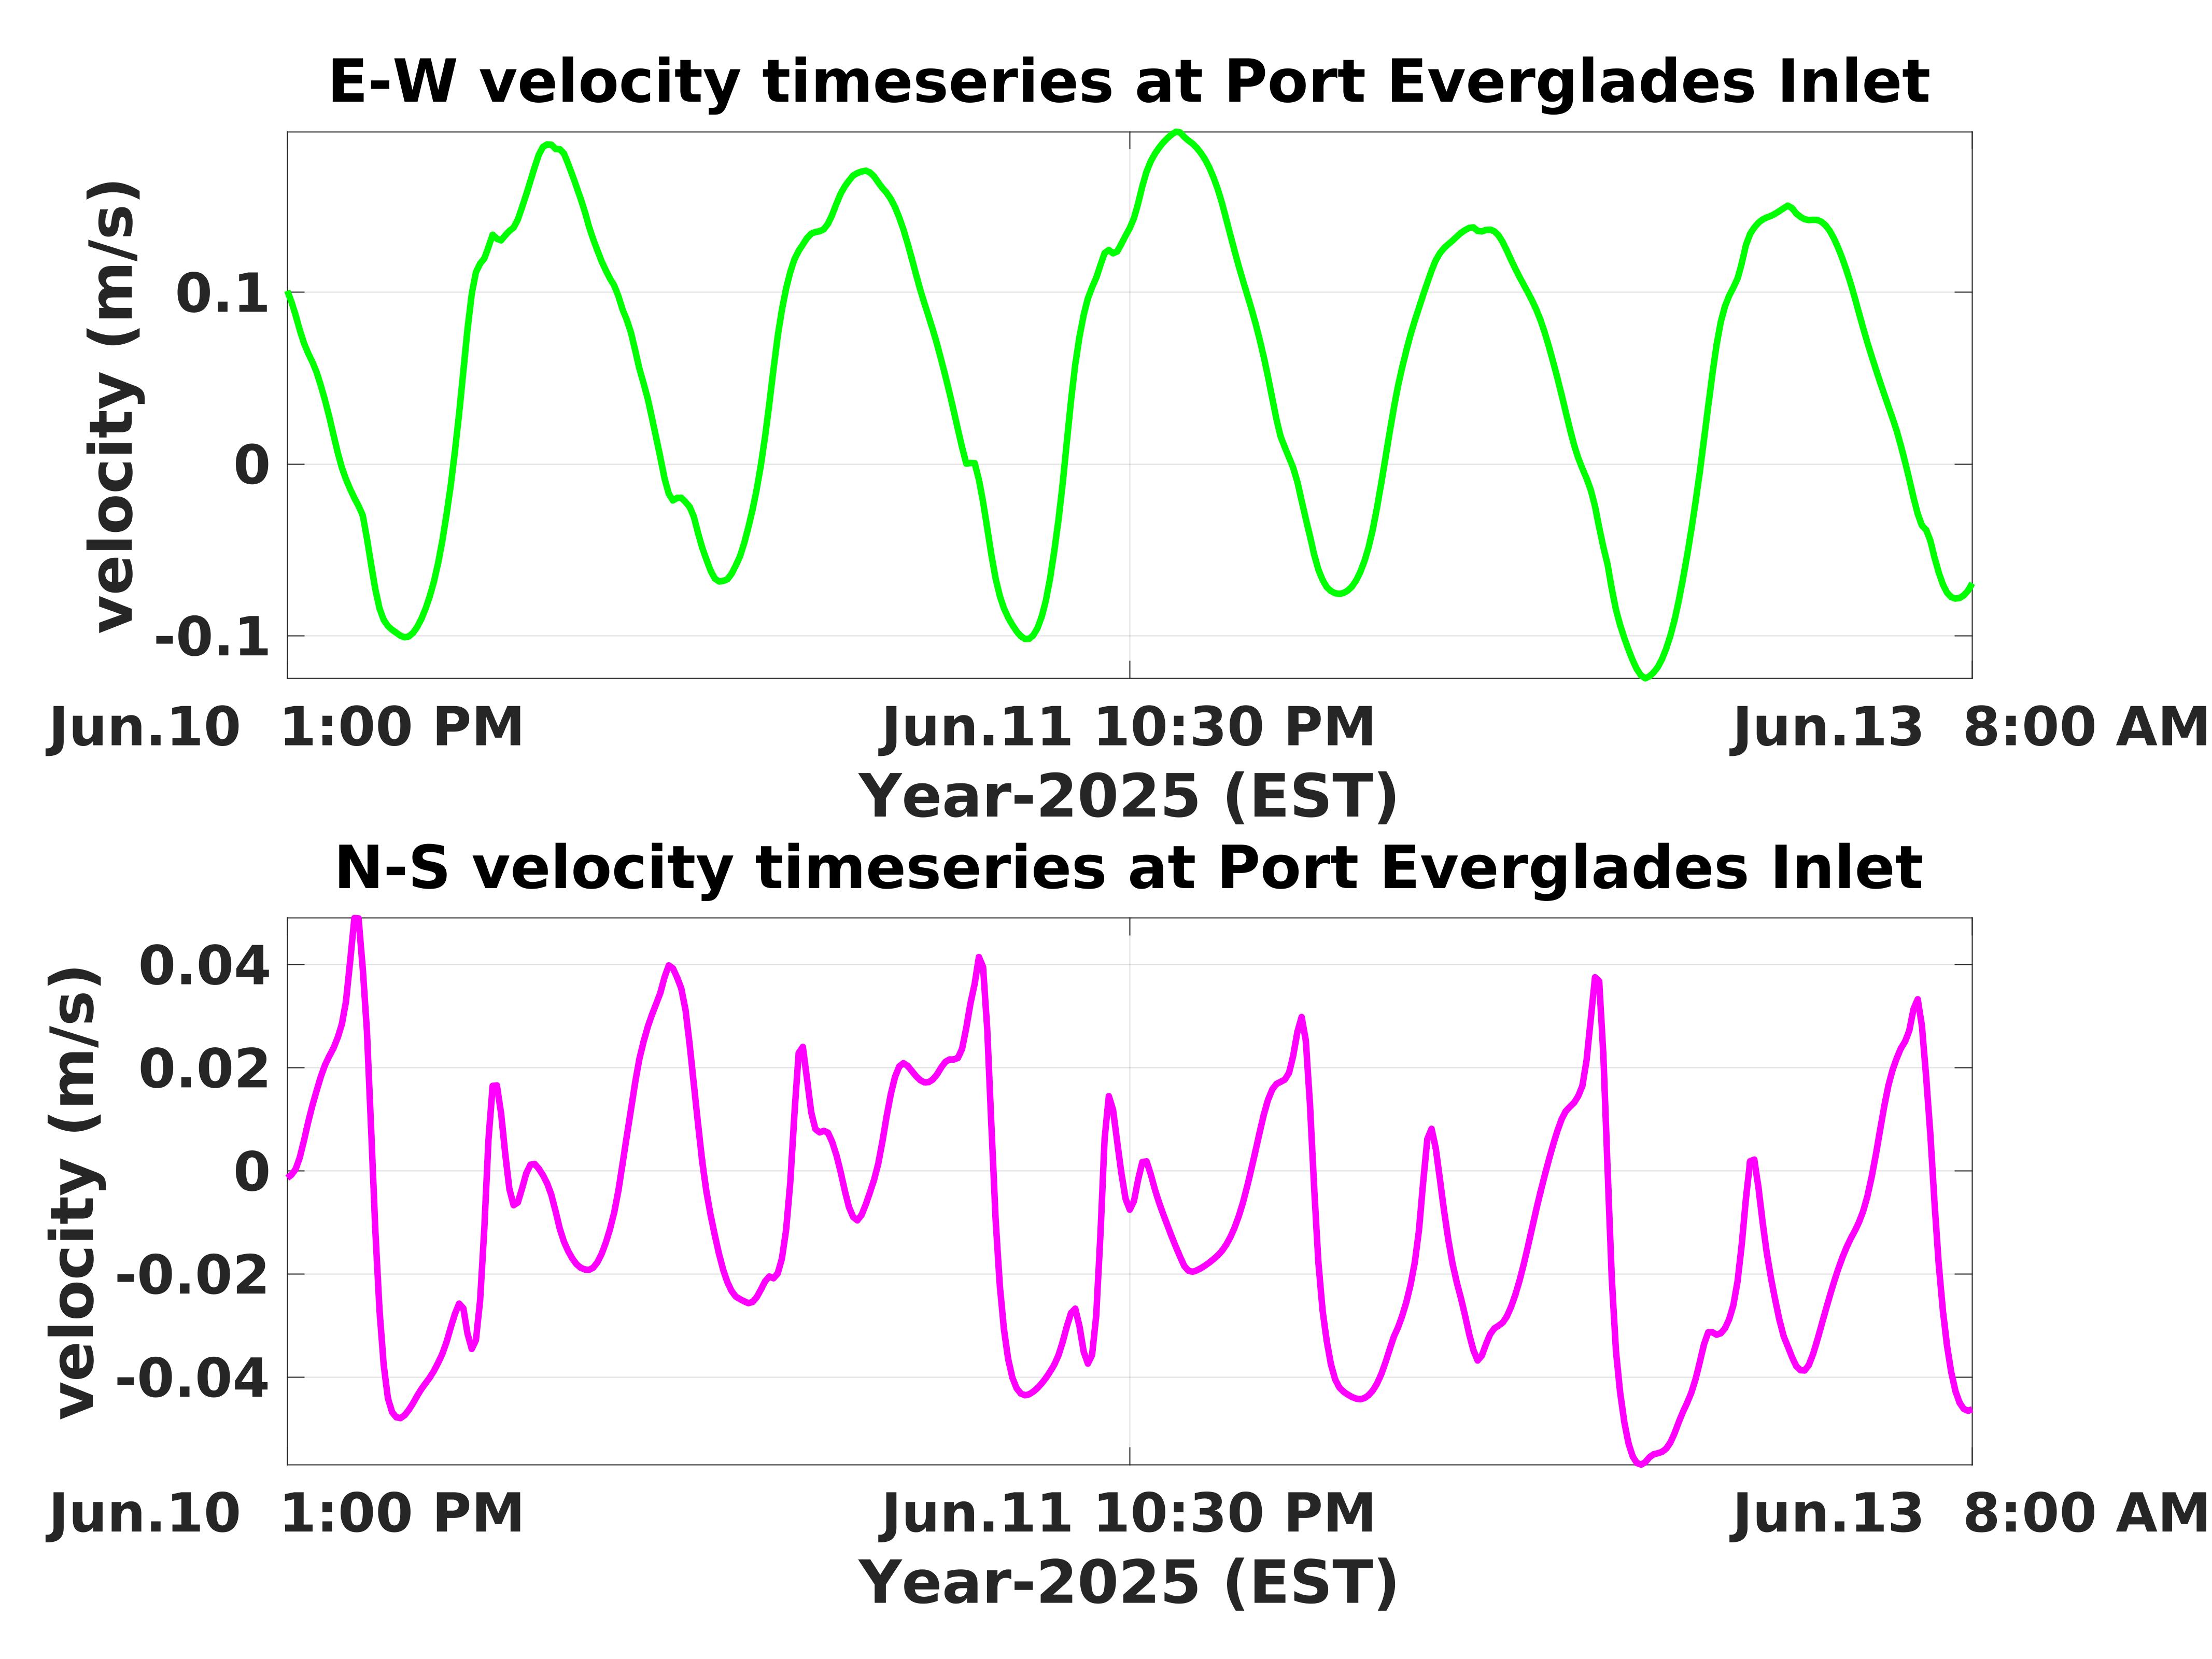 E-W velocity timeseries at Port Everglades Inlet
velocity (m/s)
0.1
0
-0.1
Jun.10  1:00 PM
Jun.11 10:30 PM
Jun.13  8:00 AM
Year-2025 (EST)
N-S velocity timeseries at Port Everglades Inlet
velocity (m/s)
0.04
0.02
0
-0.02
-0.04
Jun.10  1:00 PM
Jun.11 10:30 PM
Jun.13  8:00 AM
Year-2025 (EST)